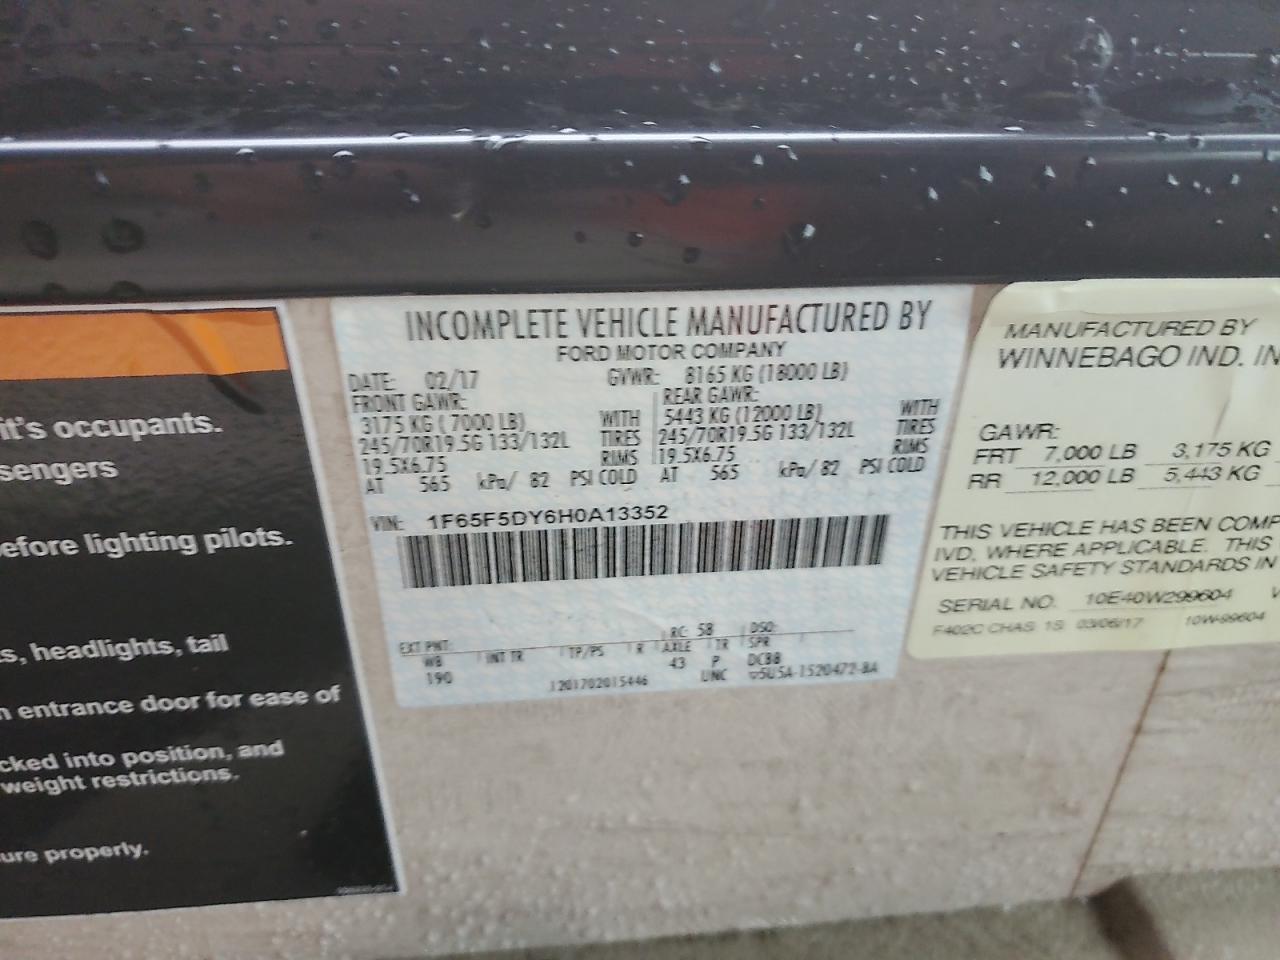 it's occupants.
sengers
efore lighting pilots.
s, headlights, tail
n entrance door for ease of
cked into position, and
weight restrictions.
ure properly.
INCOMPLETE VEHICLE MANUFACTURED BY
FORD MOTOR COMPANY
DATE: 02/17 GVWR: 8165 KG (18000 LB)
FRONT GAWR: REAR GAWR:
3175 KG ( 7000 LB) WITH 5443 KG (12000 LB) WITH
245/70R19.5G 133/132L TIRES 245/70R19.5G 133/132L TIRES
19.5X6.75 RIMS 19.5X6.75 RIMS
AT 565 kPa/ 82 PSI COLD AT 565 kPa/ 82 PSI COLD
VIN: 1F65F5DY6H0A13352
EXT PNT: RC: 58 DSO:
WB INT TR TP/PS R AXLE TR SPR
190 43 P DCBB
1201702015446 UNC 5U5A-1520472-BA
MANUFACTURED BY
WINNEBAGO IND. IN
GAWR:
FRT 7,000 LB 3,175 KG
RR 12,000 LB 5,443 KG
THIS VEHICLE HAS BEEN COMP
IVD, WHERE APPLICABLE. THIS
VEHICLE SAFETY STANDARDS IN
SERIAL NO. 10E40W299604
F402C CHAS 1S 03/06/17 10W-99604